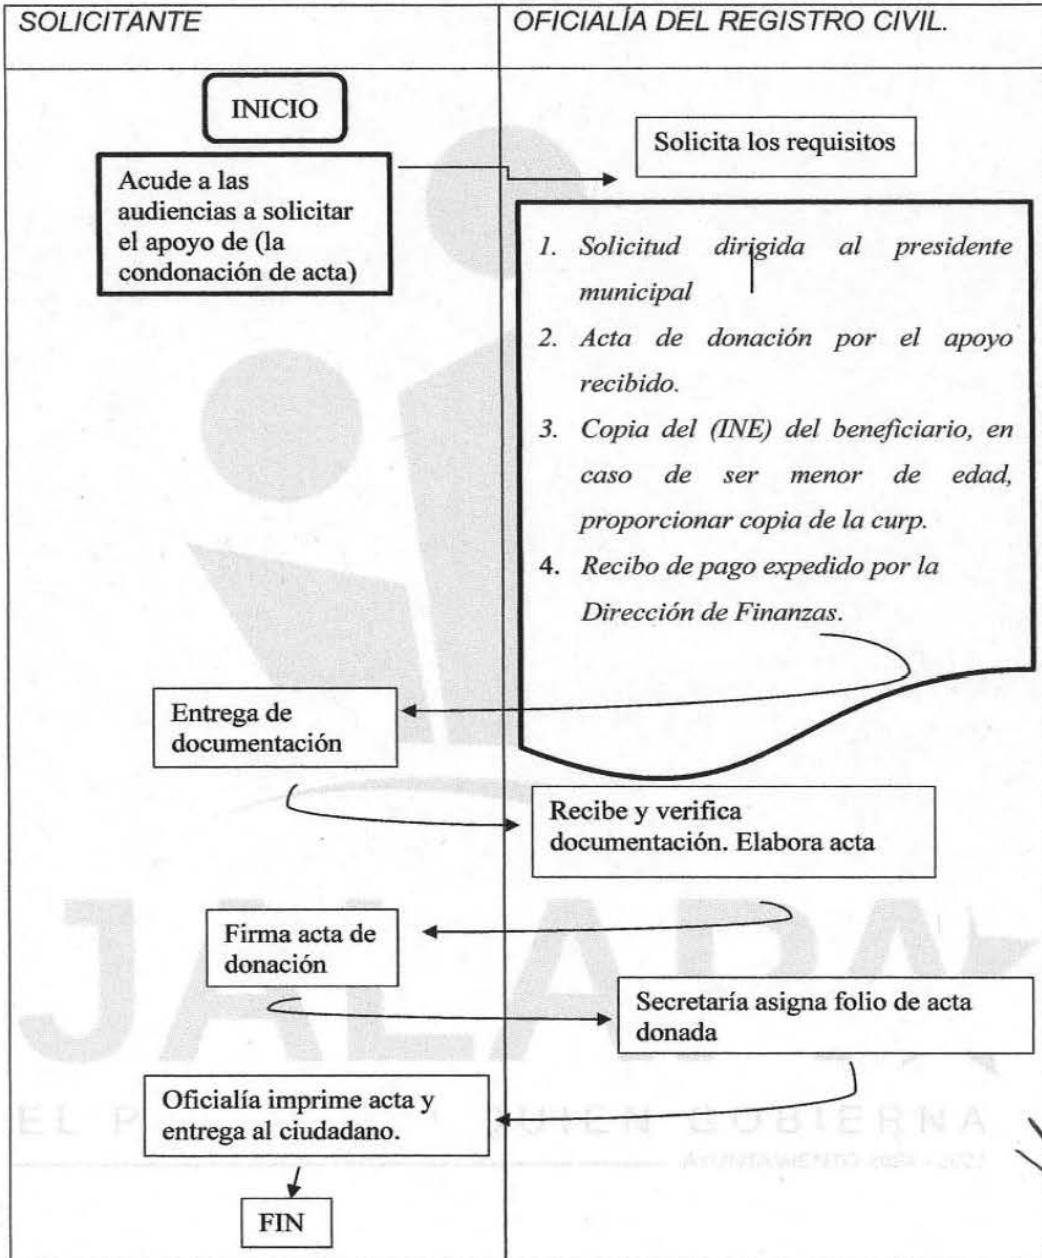 SOLICITANTE
OFICIALÍA DEL REGISTRO CIVIL.
INICIO
Solicita los requisitos
Acude a las
audiencias a solicitar
el apoyo de (la
condonación de acta)
1. Solicitud dirigida al presidente
municipal
2. Acta de donación por el apoyo
recibido.
3. Copia del (INE) del beneficiario, en
caso de ser menor de edad,
proporcionar copia de la curp.
4. Recibo de pago expedido por la
Dirección de Finanzas.
Entrega de
documentación
Recibe y verifica
documentación. Elabora acta
Firma acta de
donación
Secretaría asigna folio de acta
donada
Oficialía imprime acta y
entrega al ciudadano.
FIN
JALAPA
EL P
QUIEN GOBIERNA
AYUNTAMIENTO